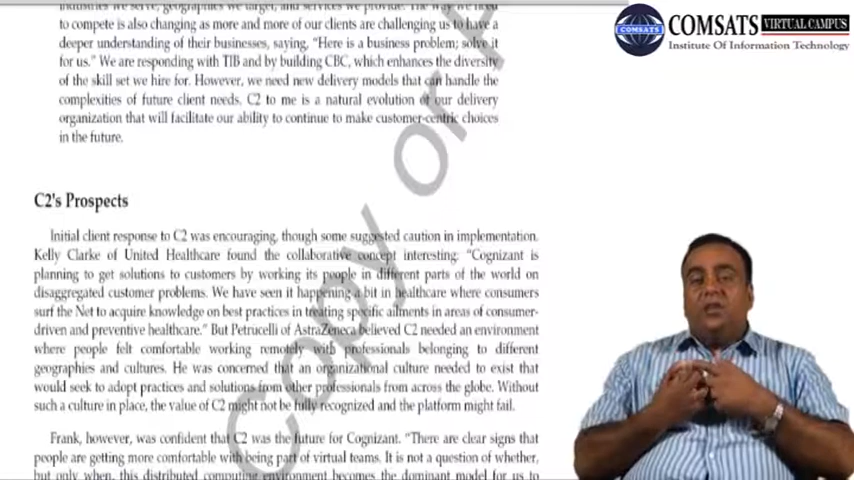 industries we serve, geographies we target, and services we provide. The way we need
to compete is also changing as more and more of our clients are challenging us to have a
deeper understanding of their businesses, saying, "Here is a business problem; solve it
for us." We are responding with TIB and by building CBC, which enhances the diversity
of the skill set we hire for. However, we need new delivery models that can handle the
complexities of future client needs. C2 to me is a natural evolution of our delivery
organization that will facilitate our ability to continue to make customer-centric choices
in the future.
COMSATS VIRTUAL CAMPUS
Institute Of Information Technology
C2's Prospects
Initial client response to C2 was encouraging, though some suggested caution in implementation.
Kelly Clarke of United Healthcare found the collaborative concept interesting: "Cognizant is
planning to get solutions to customers by working its people in different parts of the world on
disaggregated customer problems. We have seen it happening a bit in healthcare where consumers
surf the Net to acquire knowledge on best practices in treating specific ailments in areas of consumer-
driven and preventive healthcare." But Petrucelli of AstraZeneca believed C2 needed an environment
where people felt comfortable working remotely with professionals belonging to different
geographies and cultures. He was concerned that an organizational culture needed to exist that
would seek to adopt practices and solutions from other professionals from across the globe. Without
such a culture in place, the value of C2 might not be fully recognized and the platform might fail.
Frank, however, was confident that C2 was the future for Cognizant. "There are clear signs that
people are getting more comfortable with being part of virtual teams. It is not a question of whether,
but only when, this distributed computing environment becomes the dominant model for us to
Copy or